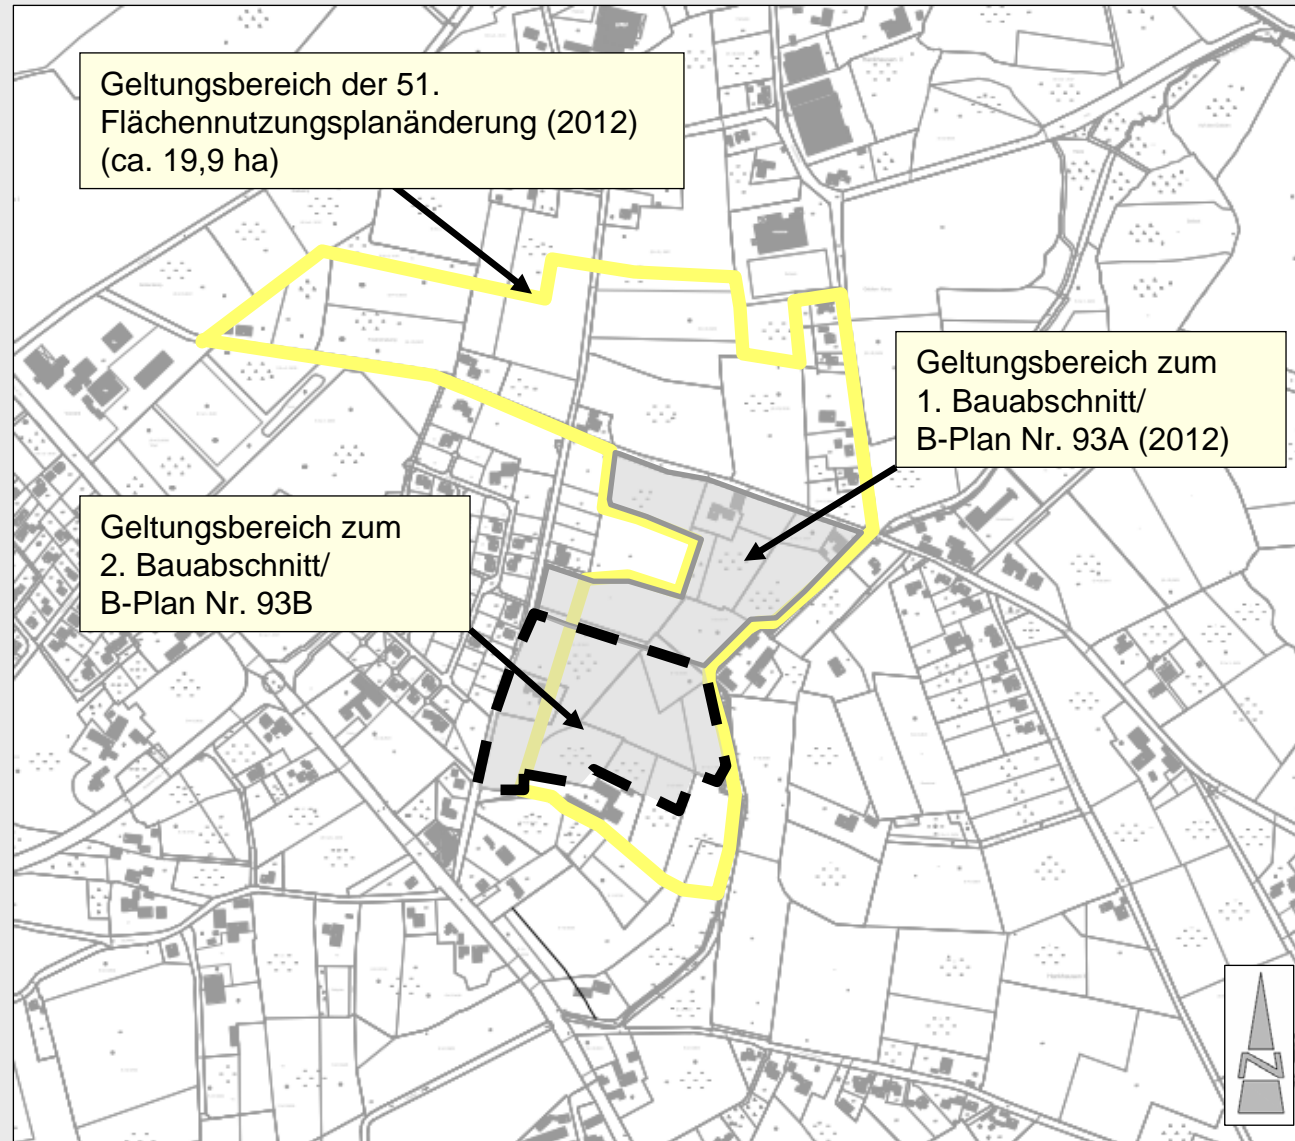 Geltungsbereich der 51.
Flächennutzungsplanänderung (2012)
(ca. 19,9 ha)
Geltungsbereich zum
1. Bauabschnitt/
B-Plan Nr. 93A (2012)
Geltungsbereich zum
2. Bauabschnitt/
B-Plan Nr. 93B
N